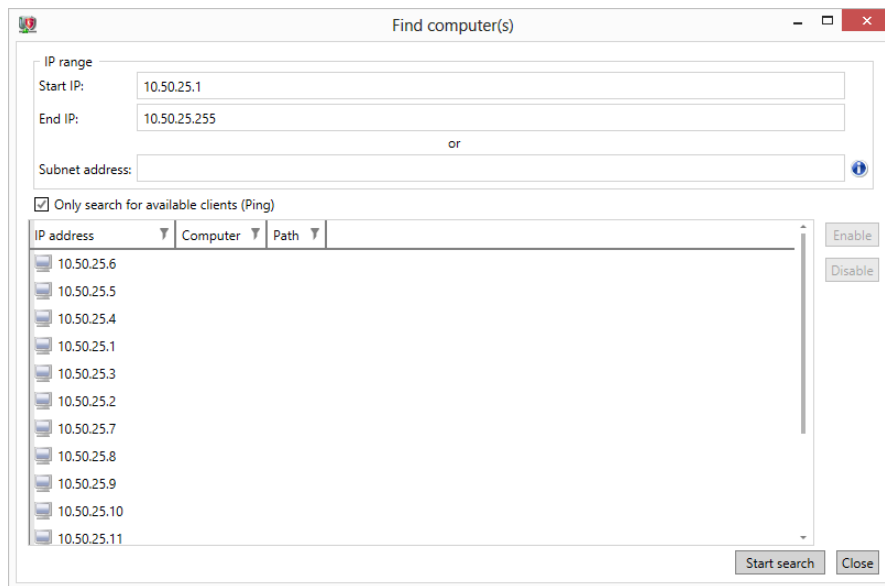 Find computer(s)
IP range
Start IP: 10.50.25.1
End IP: 10.50.25.255
or
Subnet address:
Only search for available clients (Ping)
IP address Computer Path
Enable
10.50.25.6
Disable
10.50.25.5
10.50.25.4
10.50.25.1
10.50.25.3
10.50.25.2
10.50.25.7
10.50.25.8
10.50.25.9
10.50.25.10
10.50.25.11
Start search Close